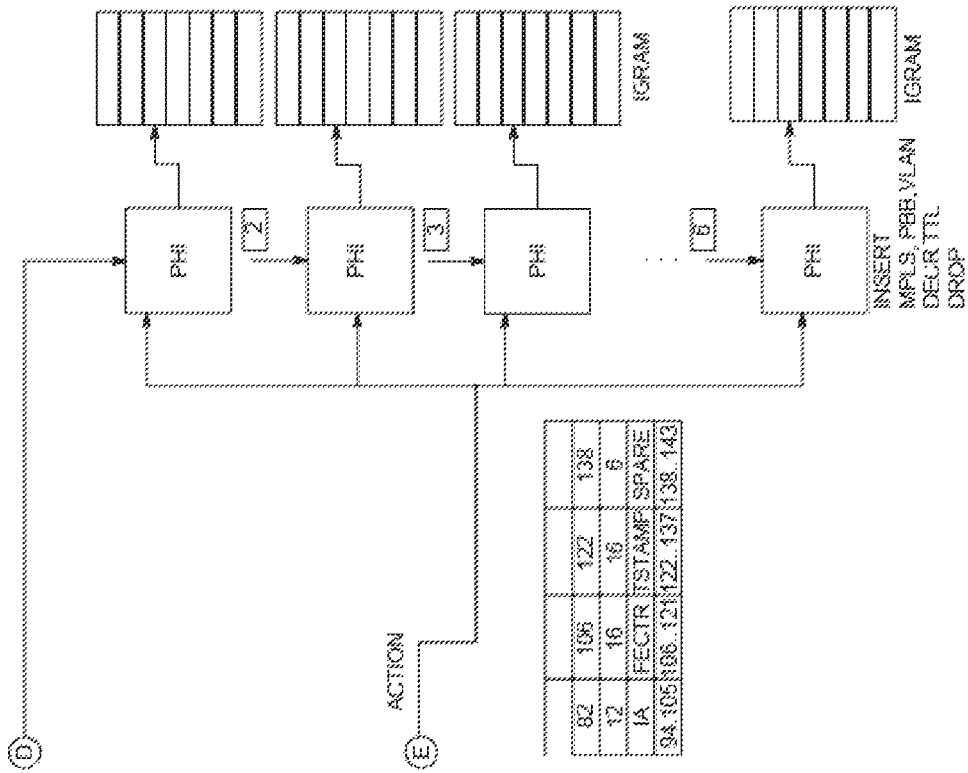 D
PHI
2
PHI
E
ACTION
3
PHI
IGRAM
82 106 122 138
12 16 16 6
IA FECTR TSTAMP SPARE
94..105 106..121 122..137 138..143
. . .
6
PHI
IGRAM
INSERT
MPLS, PBB, VLAN
DECR TTL
DROP